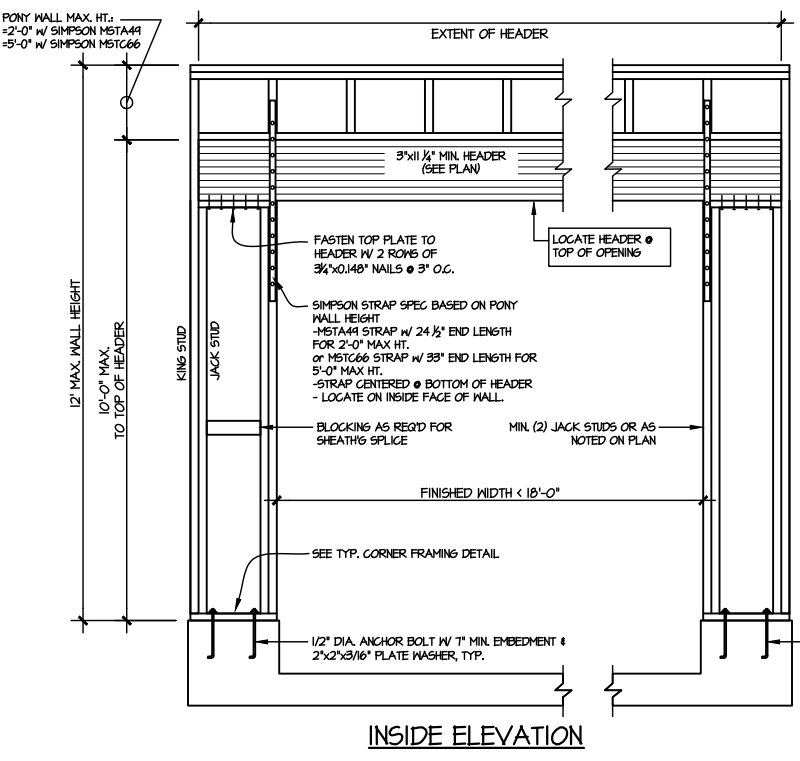 PONY WALL MAX. HT.:
=2'-0" W/ SIMPSON MSTA49
=5'-0" W/ SIMPSON MSTC66
EXTENT OF HEADER
3"x11 1/4" MIN. HEADER
(SEE PLAN)
FASTEN TOP PLATE TO
HEADER W/ 2 ROWS OF
3 1/4"x0.148" NAILS @ 3" O.C.
LOCATE HEADER @
TOP OF OPENING
SIMPSON STRAP SPEC BASED ON PONY
WALL HEIGHT
-MSTA49 STRAP W/ 24 1/2" END LENGTH
FOR 2'-0" MAX HT.
or MSTC66 STRAP W/ 33" END LENGTH FOR
5'-0" MAX HT.
-STRAP CENTERED @ BOTTOM OF HEADER
- LOCATE ON INSIDE FACE OF WALL.
12' MAX. WALL HEIGHT
10'-0" MAX.
TO TOP OF HEADER
KING STUD
JACK STUD
BLOCKING AS REQ'D FOR
SHEATH'G SPLICE
MIN. (2) JACK STUDS OR AS
NOTED ON PLAN
FINISHED WIDTH < 18'-0"
SEE TYP. CORNER FRAMING DETAIL
1/2" DIA. ANCHOR BOLT W/ 7" MIN. EMBEDMENT &
2"x2"x3/16" PLATE WASHER, TYP.
INSIDE ELEVATION